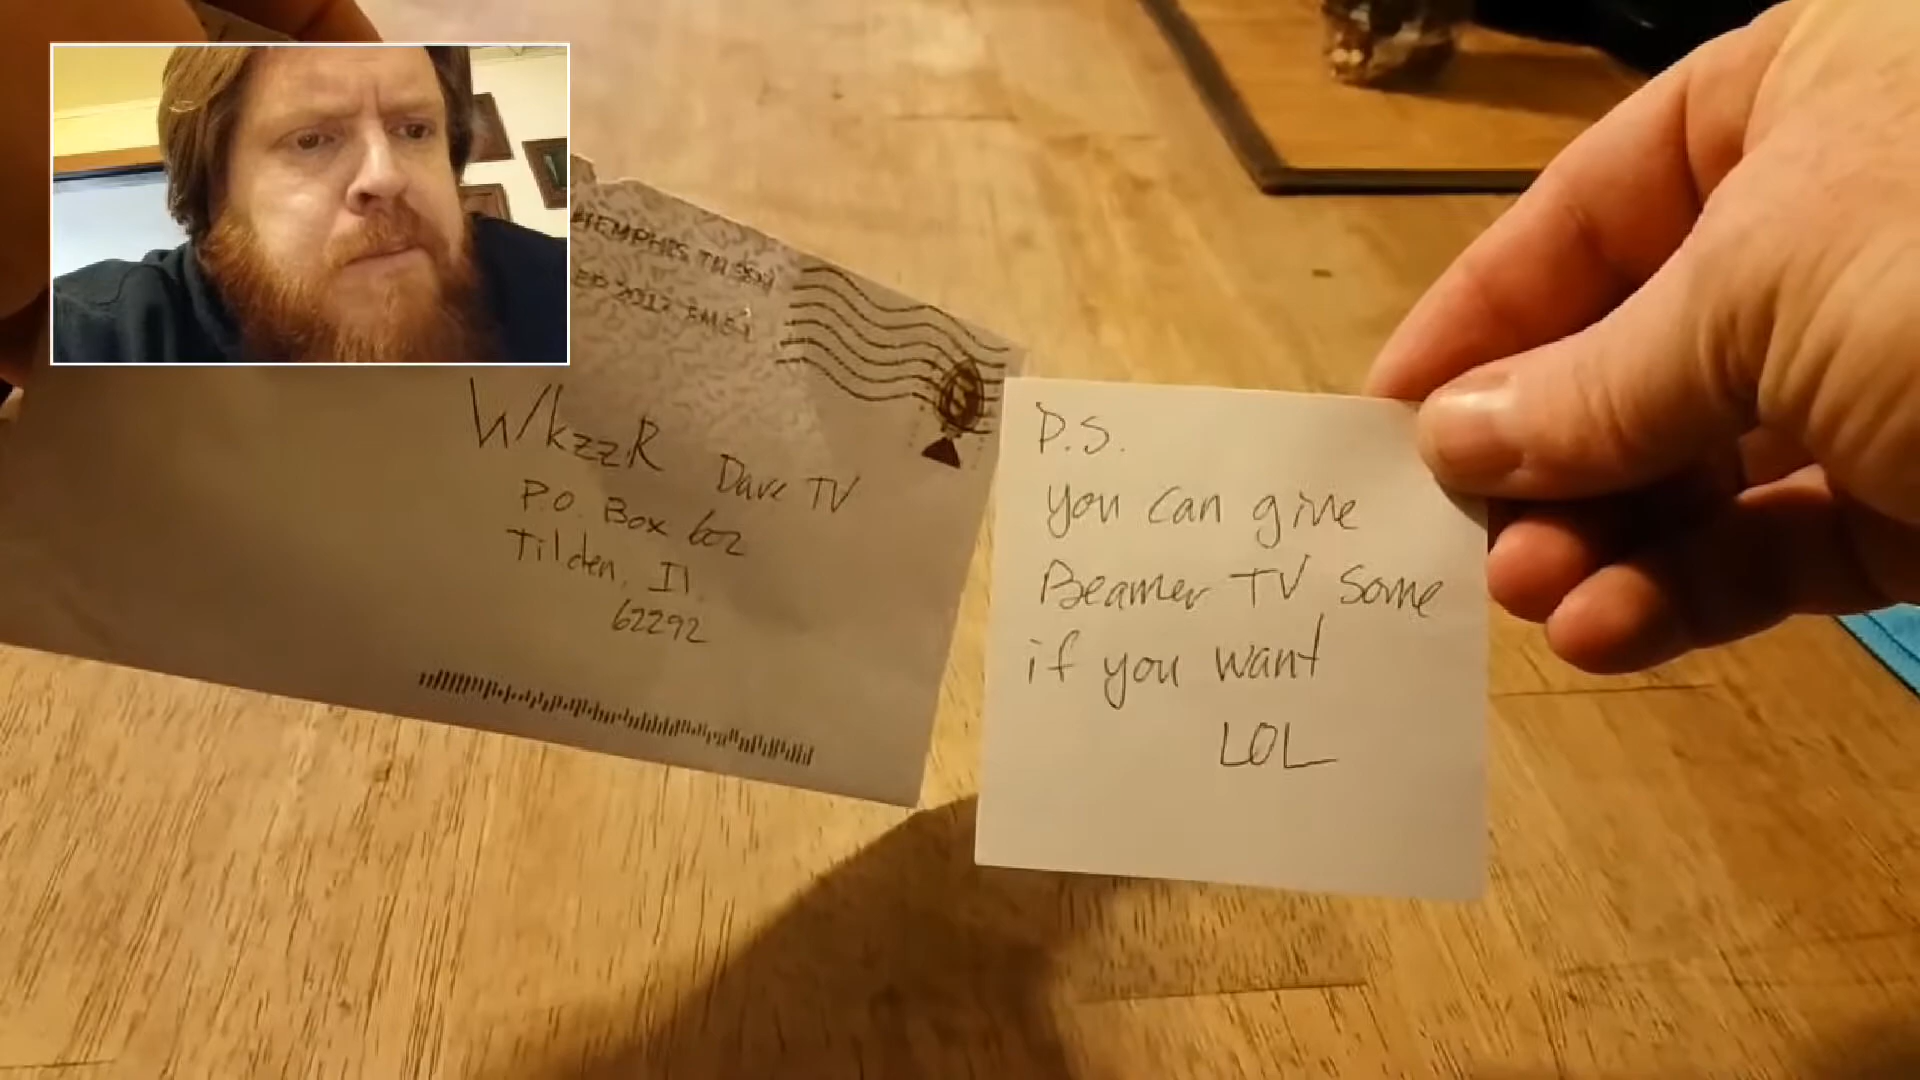 MEMPHIS TN
WkzzR Dave TV
P.O. Box 602
Tilden, Il
62292
P.S.
you can give
Beamer TV Some
if you want
LOL